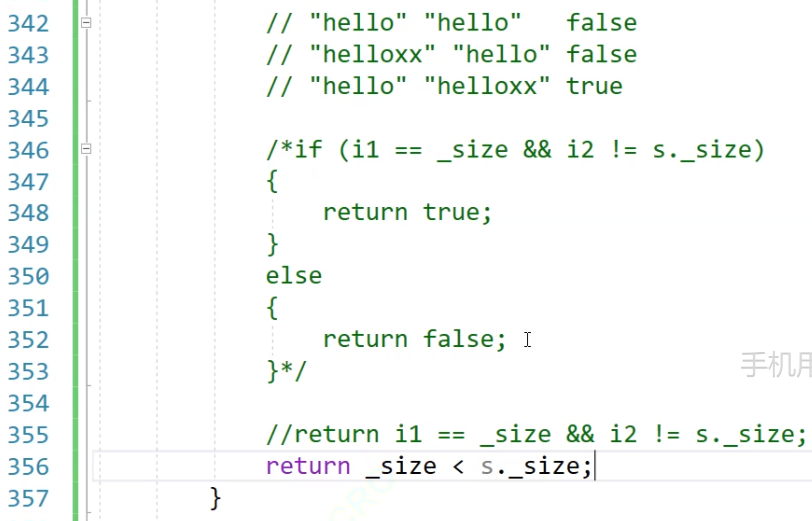 342 // "hello" "hello" false
343 // "helloxx" "hello" false
344 // "hello" "helloxx" true
345
346 /*if (i1 == _size && i2 != s._size)
347 {
348 return true;
349 }
350 else
351 {
352 return false;
353 }*/
手机用
354
355 //return i1 == _size && i2 != s._size;
356 return _size < s._size;
357 }